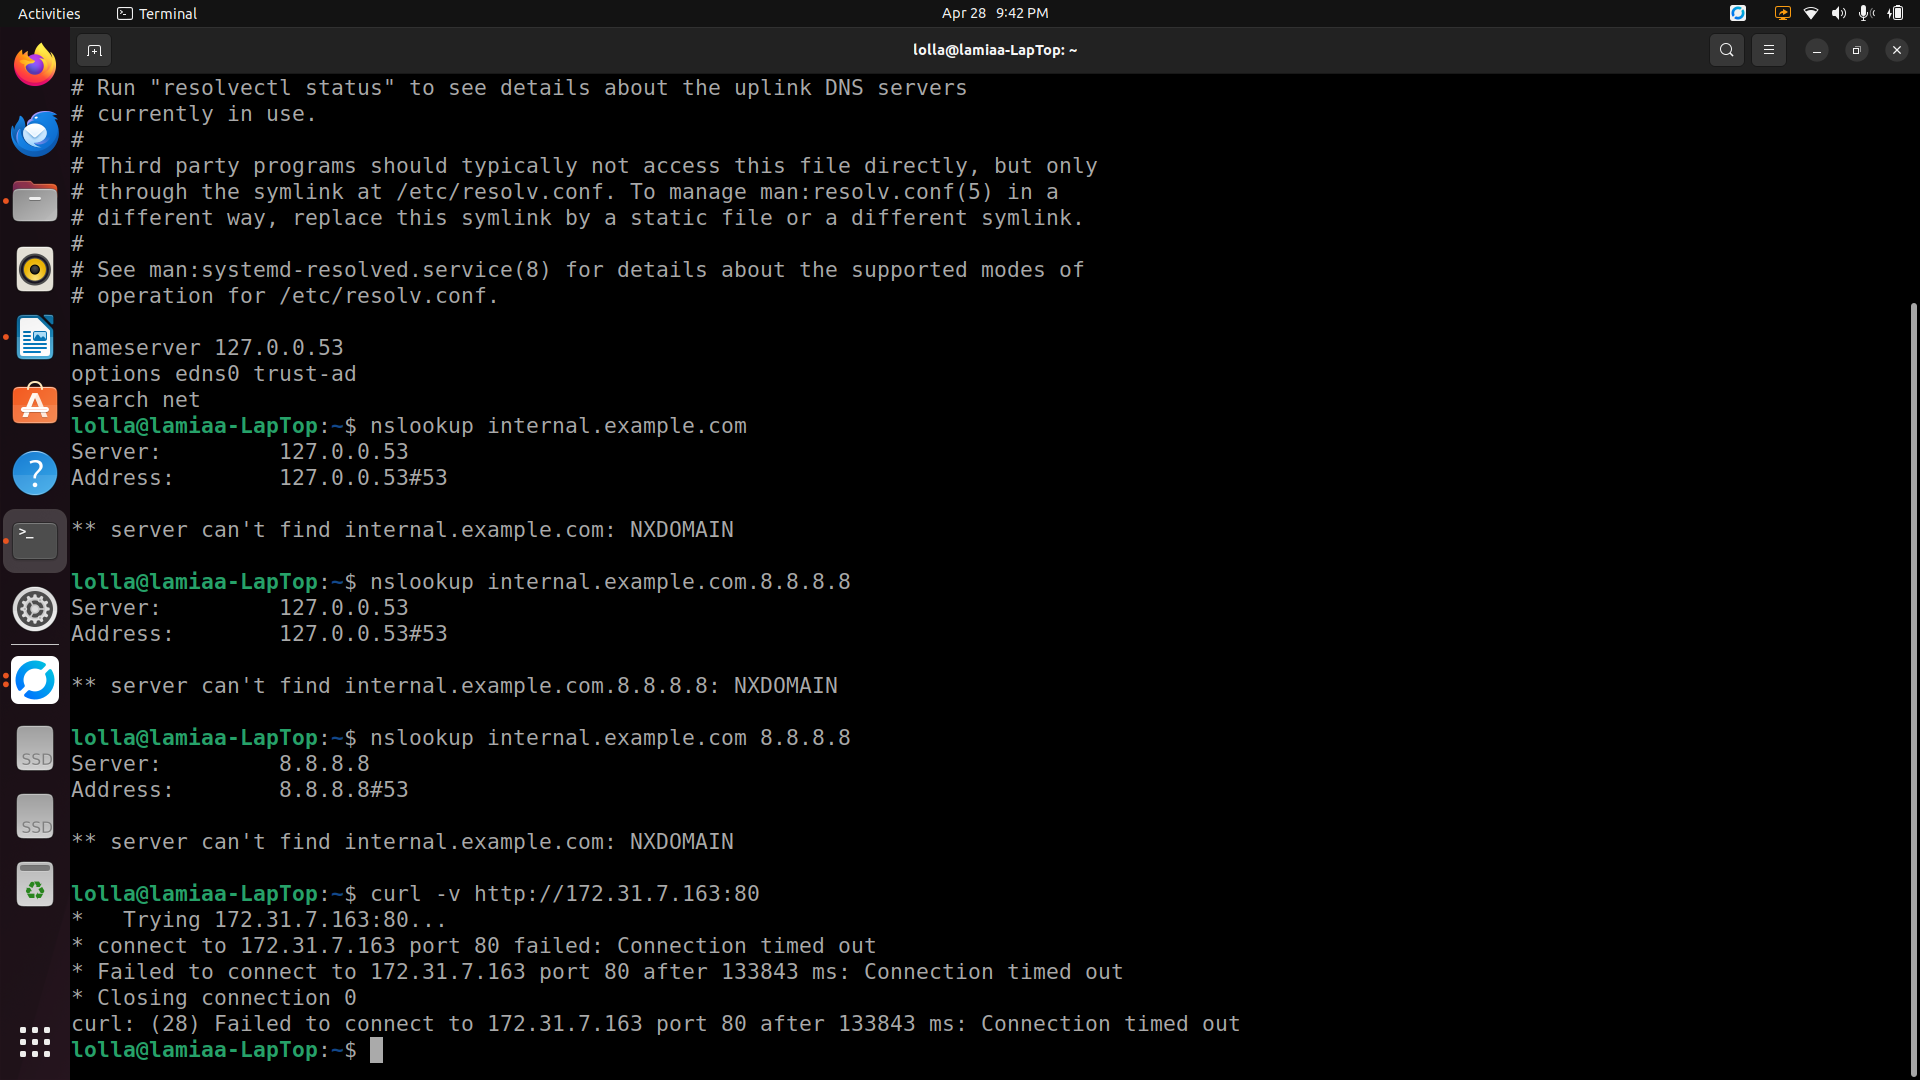 Activities
Terminal
Apr 28 9:42 PM
lolla@lamiaa-LapTop: ~
# Run "resolvectl status" to see details about the uplink DNS servers
# currently in use.
#
# Third party programs should typically not access this file directly, but only
# through the symlink at /etc/resolv.conf. To manage man:resolv.conf(5) in a
# different way, replace this symlink by a static file or a different symlink.
#
# See man:systemd-resolved.service(8) for details about the supported modes of
# operation for /etc/resolv.conf.
nameserver 127.0.0.53
options edns0 trust-ad
search net
lolla@lamiaa-LapTop:~$ nslookup internal.example.com
Server:         127.0.0.53
Address:        127.0.0.53#53
** server can't find internal.example.com: NXDOMAIN
lolla@lamiaa-LapTop:~$ nslookup internal.example.com.8.8.8.8
Server:         127.0.0.53
Address:        127.0.0.53#53
** server can't find internal.example.com.8.8.8.8: NXDOMAIN
lolla@lamiaa-LapTop:~$ nslookup internal.example.com 8.8.8.8
Server:         8.8.8.8
Address:        8.8.8.8#53
** server can't find internal.example.com: NXDOMAIN
lolla@lamiaa-LapTop:~$ curl -v http://172.31.7.163:80
*   Trying 172.31.7.163:80...
* connect to 172.31.7.163 port 80 failed: Connection timed out
* Failed to connect to 172.31.7.163 port 80 after 133843 ms: Connection timed out
* Closing connection 0
curl: (28) Failed to connect to 172.31.7.163 port 80 after 133843 ms: Connection timed out
lolla@lamiaa-LapTop:~$
SSD
SSD